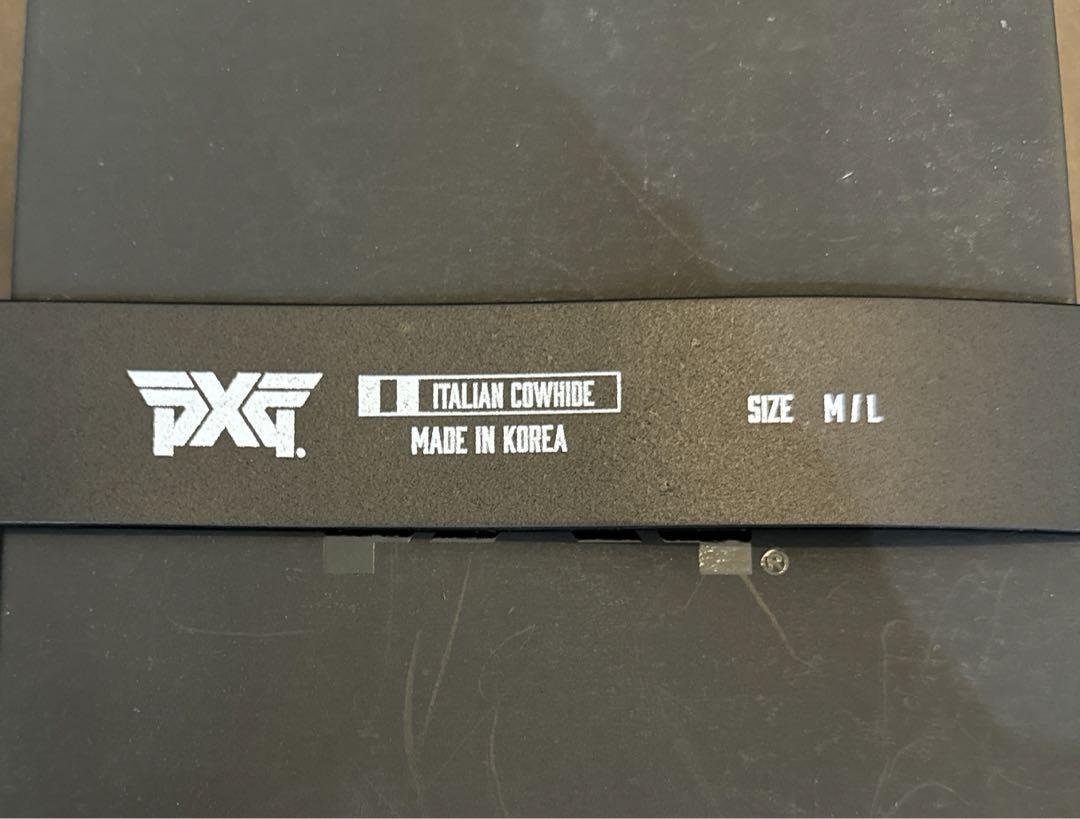 PXG.
ITALIAN COWHIDE
MADE IN KOREA
SIZE M/L
®